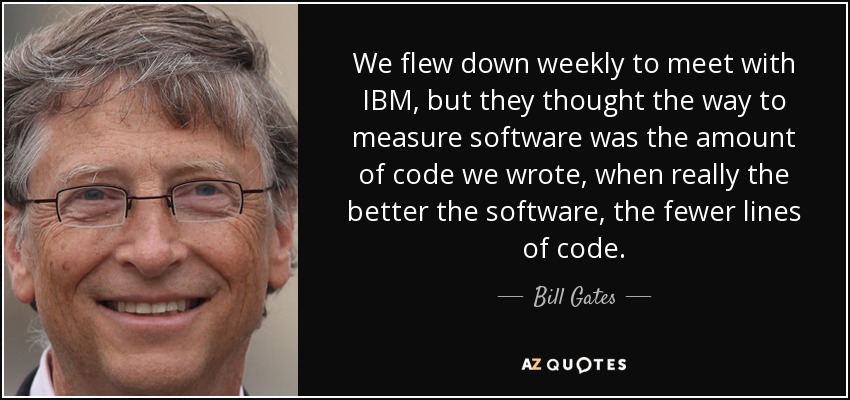 We flew down weekly to meet with
IBM, but they thought the way to
measure software was the amount
of code we wrote, when really the
better the software, the fewer lines
of code.
Bill Gates
AZ QUOTES